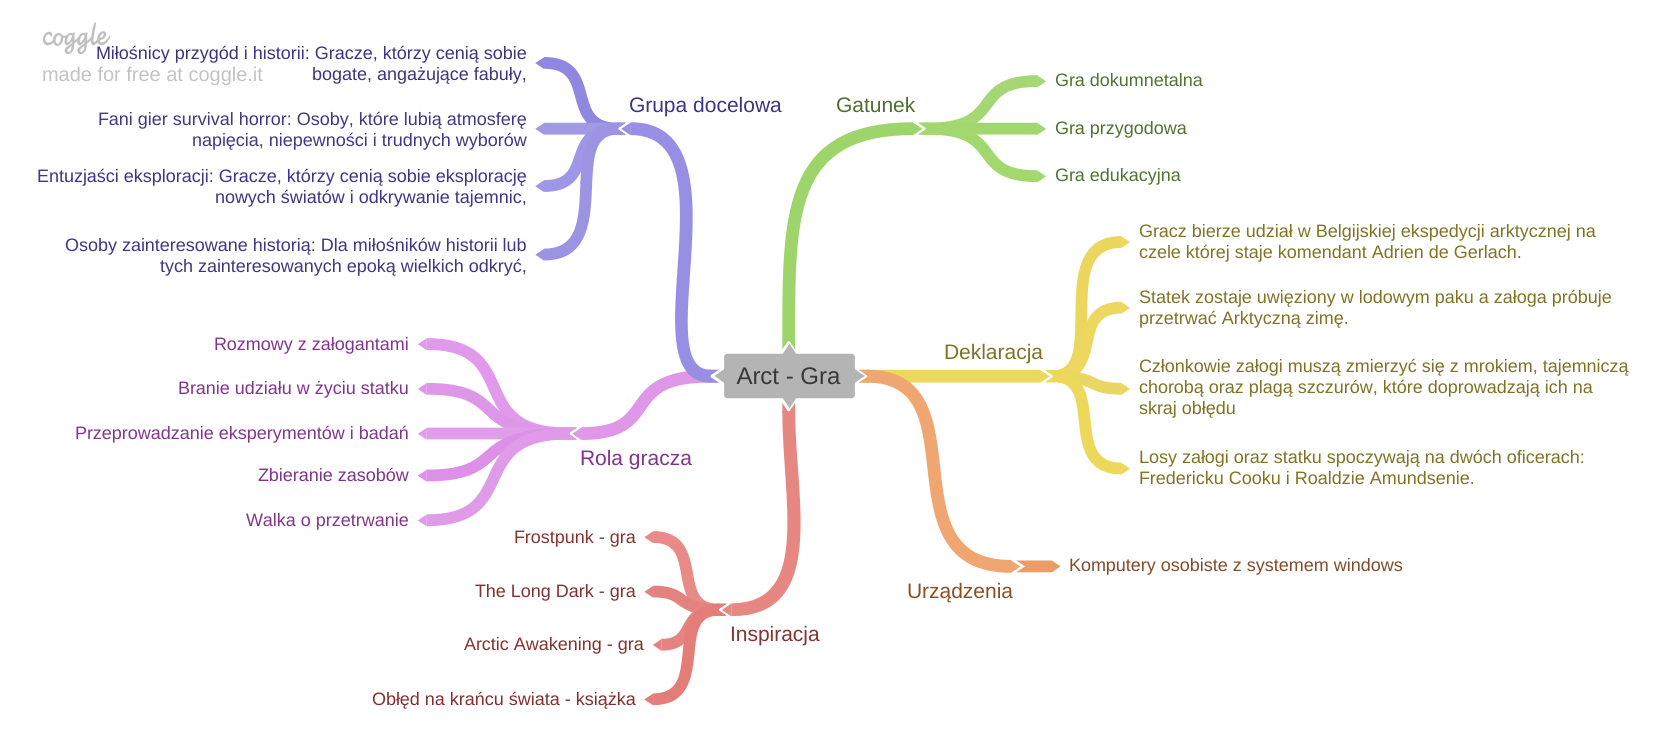 coggle
made for free at coggle.it
Miłośnicy przygód i historii: Gracze, którzy cenią sobie
bogate, angażujące fabuły,
Fani gier survival horror: Osoby, które lubią atmosferę
napięcia, niepewności i trudnych wyborów
Entuzjaści eksploracji: Gracze, którzy cenią sobie eksplorację
nowych światów i odkrywanie tajemnic,
Osoby zainteresowane historią: Dla miłośników historii lub
tych zainteresowanych epoką wielkich odkryć,
Grupa docelowa
Gatunek
Gra dokumnetalna
Gra przygodowa
Gra edukacyjna
Gracz bierze udział w Belgijskiej ekspedycji arktycznej na
czele której staje komendant Adrien de Gerlach.
Statek zostaje uwięziony w lodowym paku a załoga próbuje
przetrwać Arktyczną zimę.
Deklaracja
Członkowie załogi muszą zmierzyć się z mrokiem, tajemniczą
chorobą oraz plagą szczurów, które doprowadzają ich na
skraj obłędu
Losy załogi oraz statku spoczywają na dwóch oficerach:
Fredericku Cooku i Roaldzie Amundsenie.
Arct - Gra
Rozmowy z załogantami
Branie udziału w życiu statku
Przeprowadzanie eksperymentów i badań
Zbieranie zasobów
Walka o przetrwanie
Rola gracza
Frostpunk - gra
The Long Dark - gra
Arctic Awakening - gra
Obłęd na krańcu świata - książka
Inspiracja
Urządzenia
Komputery osobiste z systemem windows